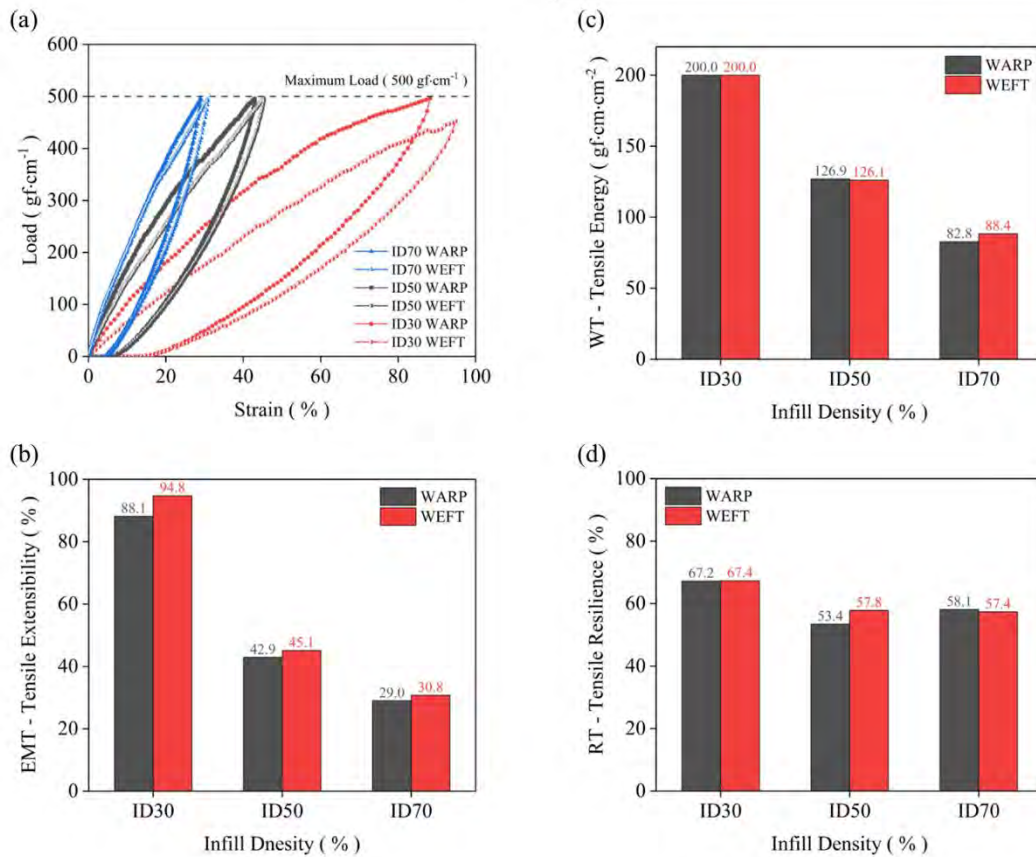 (a)
600
500
400
300
200
100
0
Load ( gf·cm⁻¹ )
Maximum Load ( 500 gf·cm⁻¹ )
ID70 WARP
ID70 WEFT
ID50 WARP
ID50 WEFT
ID30 WARP
ID30 WEFT
0 20 40 60 80 100
Strain ( % )
(b)
100
80
60
40
20
0
EMT - Tensile Extensibility ( % )
WARP
WEFT
88.1 94.8
42.9 45.1
29.0 30.8
ID30 ID50 ID70
Infill Dnesity ( % )
(c)
200
150
100
50
0
WT - Tensile Energy ( gf·cm·cm⁻² )
WARP
WEFT
200.0 200.0
126.9 126.1
82.8 88.4
ID30 ID50 ID70
Infill Density ( % )
(d)
100
80
60
40
20
0
RT - Tensile Resilience ( % )
WARP
WEFT
67.2 67.4
53.4 57.8
58.1 57.4
ID30 ID50 ID70
Infill Density ( % )